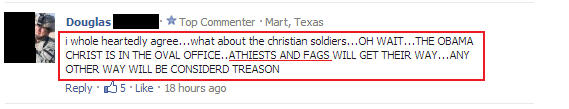 Douglas · Top Commenter · Mart, Texas
i whole heartedly agree...what about the christian soldiers...OH WAIT...THE OBAMA
CHRIST IS IN THE OVAL OFFICE..ATHIESTS AND FAGS WILL GET THEIR WAY...ANY
OTHER WAY WILL BE CONSIDERD TREASON
Reply · 5 · Like · 18 hours ago